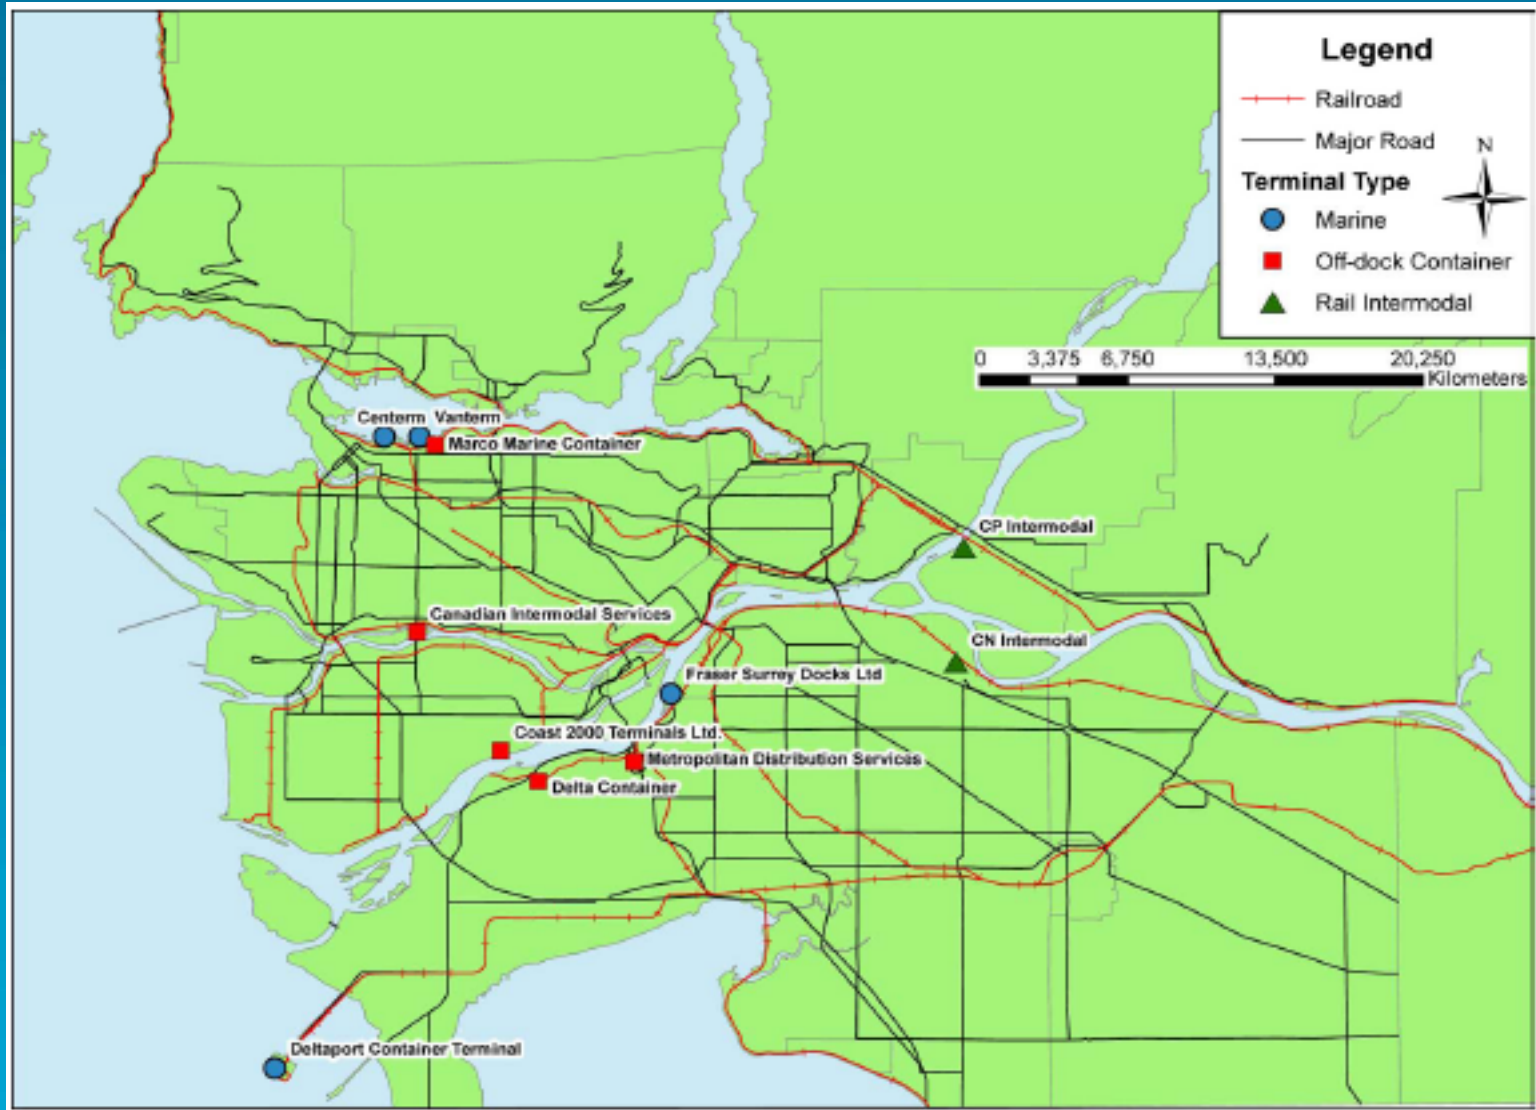 Legend
Railroad
Major Road
N
Terminal Type
Marine
Off-dock Container
Rail Intermodal
0 3,375 6,750 13,500 20,250
Kilometers
Centerm Vanterm
Marco Marine Container
CP Intermodal
Canadian Intermodal Services
CN Intermodal
Fraser Surrey Docks Ltd
Coast 2000 Terminals Ltd.
Metropolitan Distribution Services
Delta Container
Deltaport Container Terminal